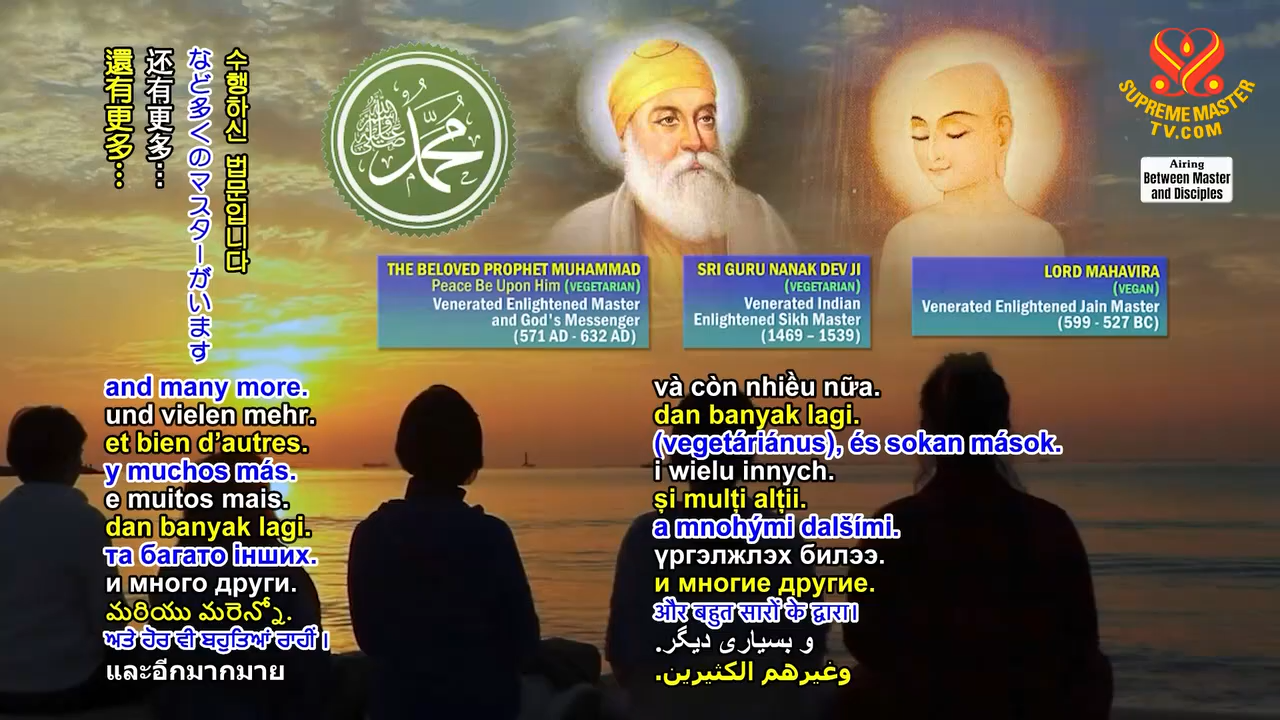 還有更多…
还有更多…
など多くのマスターがいます
수행하신 법문입니다
محمد
SUPREME MASTER
TV.COM
Airing
Between Master
and Disciples
THE BELOVED PROPHET MUHAMMAD
Peace Be Upon Him (VEGETARIAN)
Venerated Enlightened Master
and God's Messenger
(571 AD - 632 AD)
SRI GURU NANAK DEV JI
(VEGETARIAN)
Venerated Indian
Enlightened Sikh Master
(1469 – 1539)
LORD MAHAVIRA
(VEGAN)
Venerated Enlightened Jain Master
(599 - 527 BC)
and many more.
und vielen mehr.
et bien d’autres.
y muchos más.
e muitos mais.
dan banyak lagi.
та багато інших.
и много други.
మరియు మరెన్నో.
ਅਤੇ ਹੋਰ ਵੀ ਬਹੁਤਿਆਂ ਰਾਹੀਂ।
และอีกมากมาย
và còn nhiều nữa.
dan banyak lagi.
(vegetáriánus), és sokan mások.
i wielu innych.
și mulți alții.
a mnohými dalšími.
үргэлжлэх билээ.
и многие другие.
और बहुत सारों के द्वारा।
و بسیاری دیگر.
وغيرهم الكثيرين.